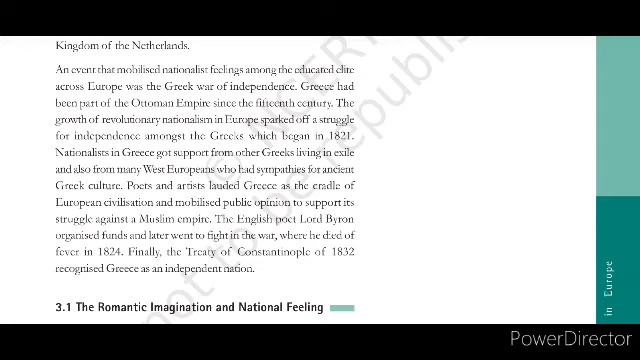 Kingdom of the Netherlands.
An event that mobilised nationalist feelings among the educated elite
across Europe was the Greek war of independence. Greece had
been part of the Ottoman Empire since the fifteenth century. The
growth of revolutionary nationalism in Europe sparked off a struggle
for independence amongst the Greeks which began in 1821.
Nationalists in Greece got support from other Greeks living in exile
and also from many West Europeans who had sympathies for ancient
Greek culture. Poets and artists lauded Greece as the cradle of
European civilisation and mobilised public opinion to support its
struggle against a Muslim empire. The English poet Lord Byron
organised funds and later went to fight in the war, where he died of
fever in 1824. Finally, the Treaty of Constantinople of 1832
recognised Greece as an independent nation.
3.1 The Romantic Imagination and National Feeling
© NCERT
not to be republis
in Europe
PowerDirector